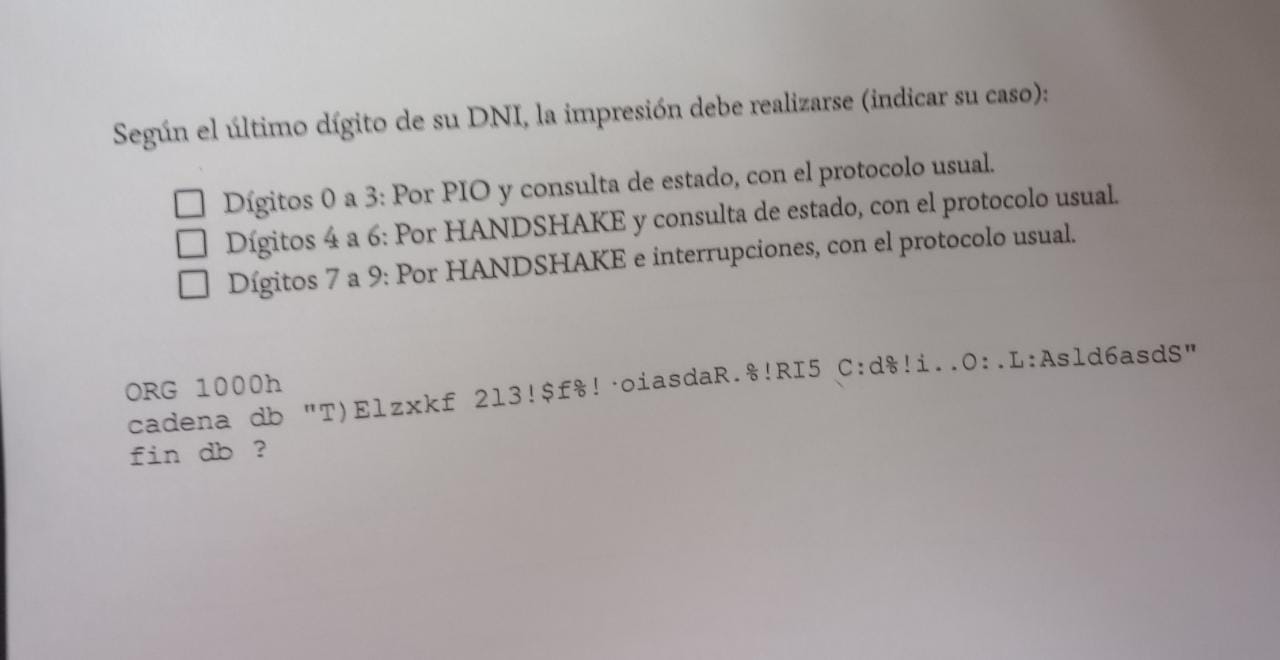 Según el último dígito de su DNI, la impresión debe realizarse (indicar su caso):
Dígitos 0 a 3: Por PIO y consulta de estado, con el protocolo usual.
Dígitos 4 a 6: Por HANDSHAKE y consulta de estado, con el protocolo usual.
Dígitos 7 a 9: Por HANDSHAKE e interrupciones, con el protocolo usual.
ORG 1000h
cadena db "T)Elzxkf 2l3!$f%!·oiasdaR.%!RI5 C:d%!i..O:.L:Asld6asdS"
fin db ?